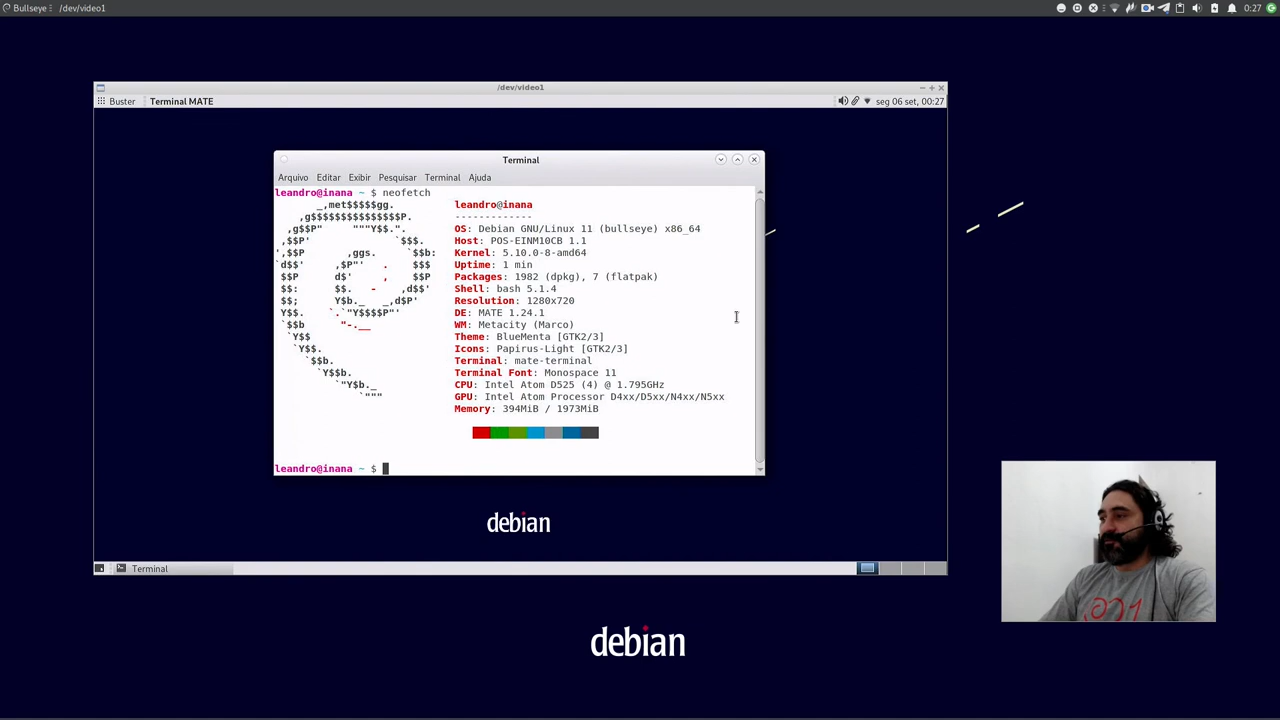 Bullseye /dev/video1 0:27
/dev/video1
Buster Terminal MATE seg 06 set, 00:27
Terminal
Arquivo Editar Exibir Pesquisar Terminal Ajuda
leandro@inana ~ $ neofetch
_,met$$$$$gg. leandro@inana
,g$$$$$$$$$$$$$$$P. -------------
,g$$P" """Y$$.". OS: Debian GNU/Linux 11 (bullseye) x86_64
,$$P' `$$$. Host: POS-EINM10CB 1.1
',$$P ,ggs. `$$b: Kernel: 5.10.0-8-amd64
`d$$' ,$P"' . $$$ Uptime: 1 min
$$P d$' , $$P Packages: 1982 (dpkg), 7 (flatpak)
$$: $$. - ,d$$' Shell: bash 5.1.4
$$; Y$b._ _,d$P' Resolution: 1280x720
Y$$. `.`"Y$$$$P"' DE: MATE 1.24.1
`$$b "-.__ WM: Metacity (Marco)
`Y$$ Theme: BlueMenta [GTK2/3]
`Y$$. Icons: Papirus-Light [GTK2/3]
`$$b. Terminal: mate-terminal
`Y$$b. Terminal Font: Monospace 11
`"Y$b._ CPU: Intel Atom D525 (4) @ 1.795GHz
`""" GPU: Intel Atom Processor D4xx/D5xx/N4xx/N5xx
Memory: 394MiB / 1973MiB
leandro@inana ~ $
debian
Terminal
debian